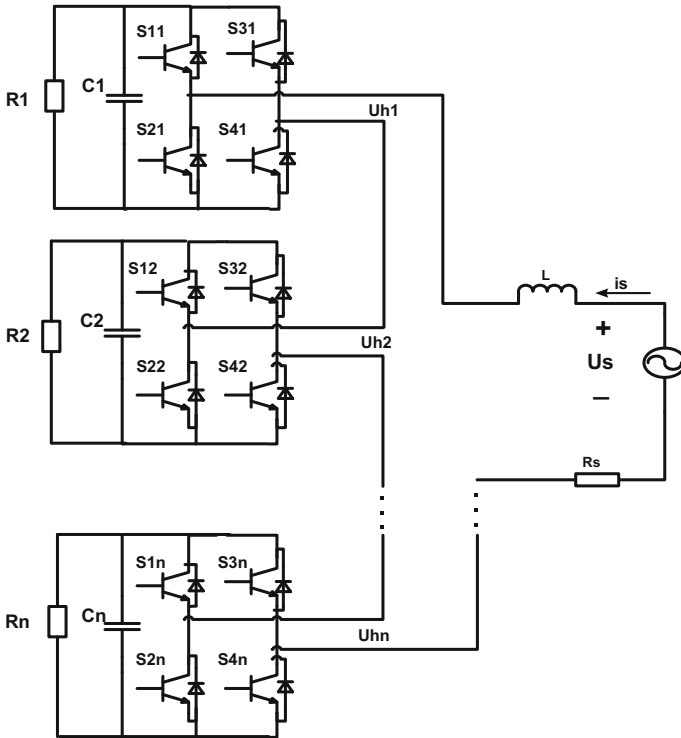 S11
S31
R1
C1
Uh1
S21
S41
S12
S32
L
is
R2
C2
+
Us
−
Uh2
S22
S42
Rs
S1n
S3n
Rn
Cn
Uhn
S2n
S4n